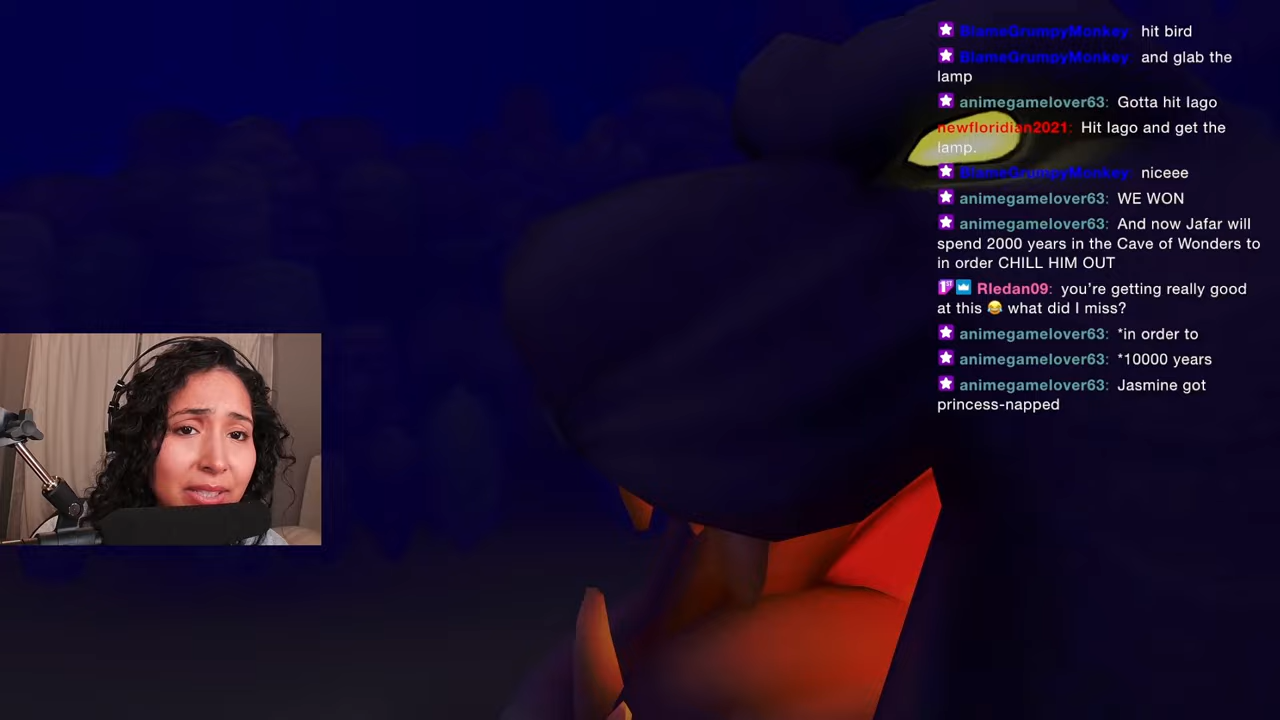 BlameGrumpyMonkey: hit bird
BlameGrumpyMonkey: and glab the
lamp
animegamelover63: Gotta hit Iago
newfloridian2021: Hit Iago and get the
lamp.
BlameGrumpyMonkey: niceee
animegamelover63: WE WON
animegamelover63: And now Jafar will
spend 2000 years in the Cave of Wonders to
in order CHILL HIM OUT
1st Rledan09: you're getting really good
at this 😂 what did I miss?
animegamelover63: *in order to
animegamelover63: *10000 years
animegamelover63: Jasmine got
princess-napped